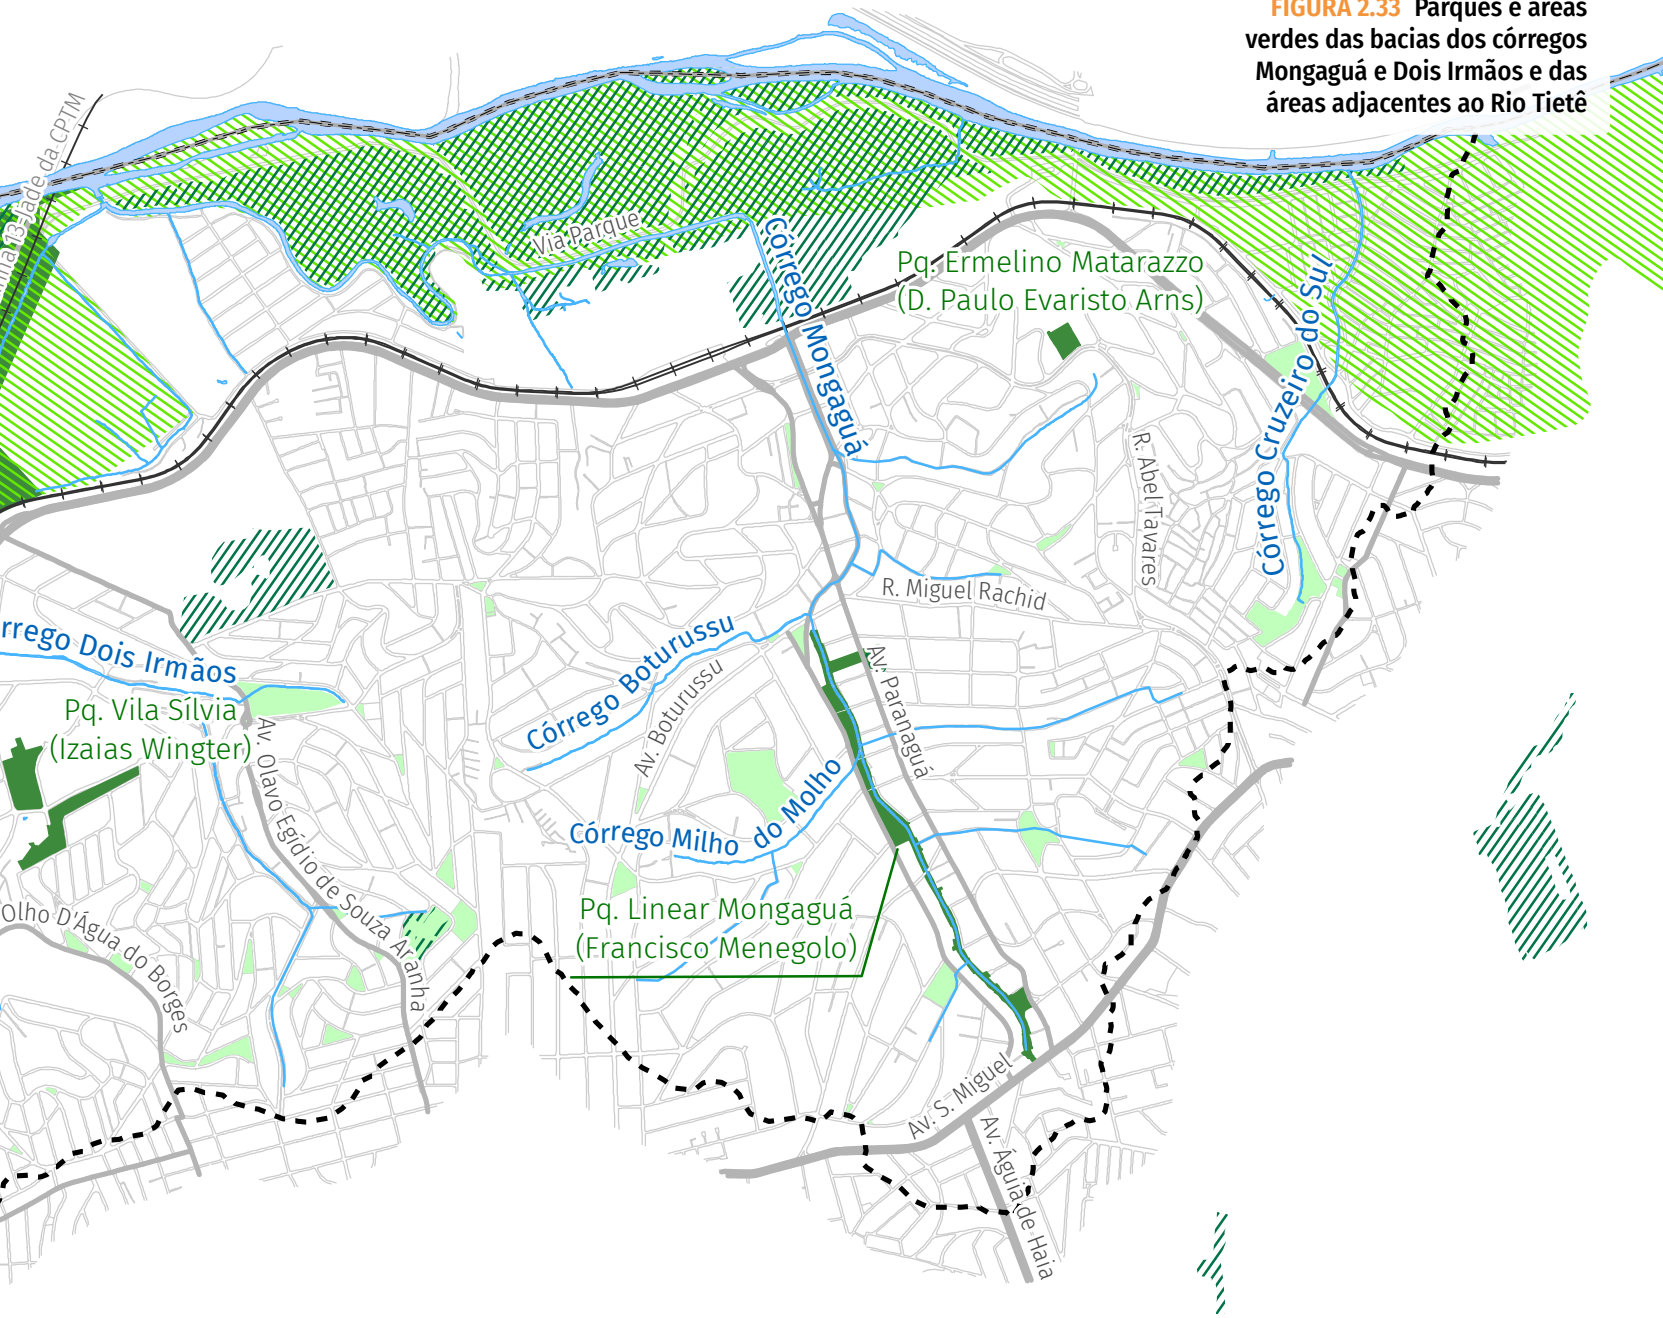 FIGURA 2.33 Parques e áreas
verdes das bacias dos córregos
Mongaguá e Dois Irmãos e das
áreas adjacentes ao Rio Tietê
13-Jade da CPTM
Via Parque
Córrego Mongaguá
Pq. Ermelino Matarazzo
(D. Paulo Evaristo Arns)
Córrego Cruzeiro do Sul
R. Abel Tavares
R. Miguel Rachid
rrego Dois Irmãos
Córrego Boturussu
Av. Boturussu
Av. Paranaguá
Pq. Vila Sílvia
(Izaias Wingter)
Av. Olavo Egídio de Souza Aranha
Córrego Milho do Molho
Pq. Linear Mongaguá
(Francisco Menegolo)
Olho D'Água do Borges
Av. S. Miguel
Av. Águia de Haia